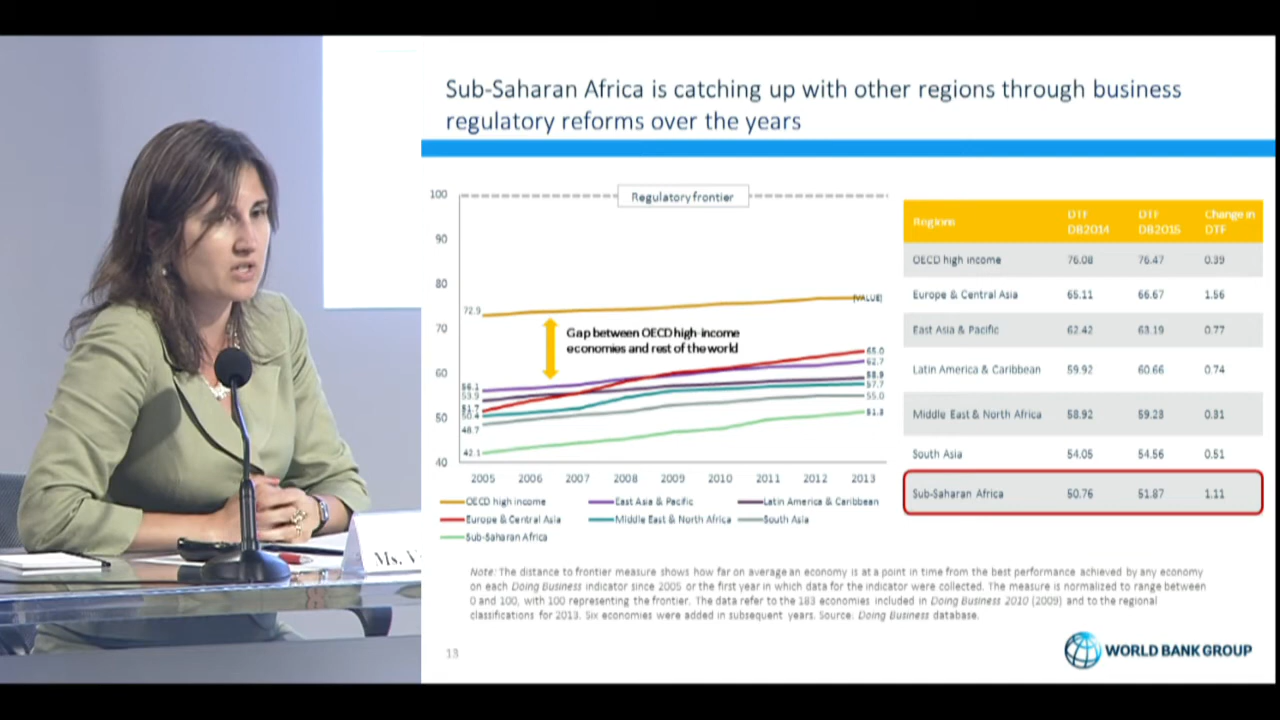 Sub-Saharan Africa is catching up with other regions through business
regulatory reforms over the years
100
Regulatory frontier
90
80
70
60
50
40
72.9
[VALUE]
Gap between OECD high-income
economies and rest of the world
56.1
53.9
51.7
50.4
48.7
42.1
65.0
62.7
58.9
57.7
55.0
51.3
2005 2006 2007 2008 2009 2010 2011 2012 2013
OECD high income East Asia & Pacific Latin America & Caribbean
Europe & Central Asia Middle East & North Africa South Asia
Sub-Saharan Africa
Regions DTF DB2014 DTF DB2015 Change in DTF
OECD high income 76.08 76.47 0.39
Europe & Central Asia 65.11 66.67 1.56
East Asia & Pacific 62.42 63.19 0.77
Latin America & Caribbean 59.92 60.66 0.74
Middle East & North Africa 58.92 59.23 0.31
South Asia 54.05 54.56 0.51
Sub-Saharan Africa 50.76 51.87 1.11
Note: The distance to frontier measure shows how far on average an economy is at a point in time from the best performance achieved by any economy
on each Doing Business indicator since 2005 or the first year in which data for the indicator were collected. The measure is normalized to range between
0 and 100, with 100 representing the frontier. The data refer to the 183 economies included in Doing Business 2010 (2009) and to the regional
classifications for 2013. Six economies were added in subsequent years. Source: Doing Business database.
13
WORLD BANK GROUP
Ms.